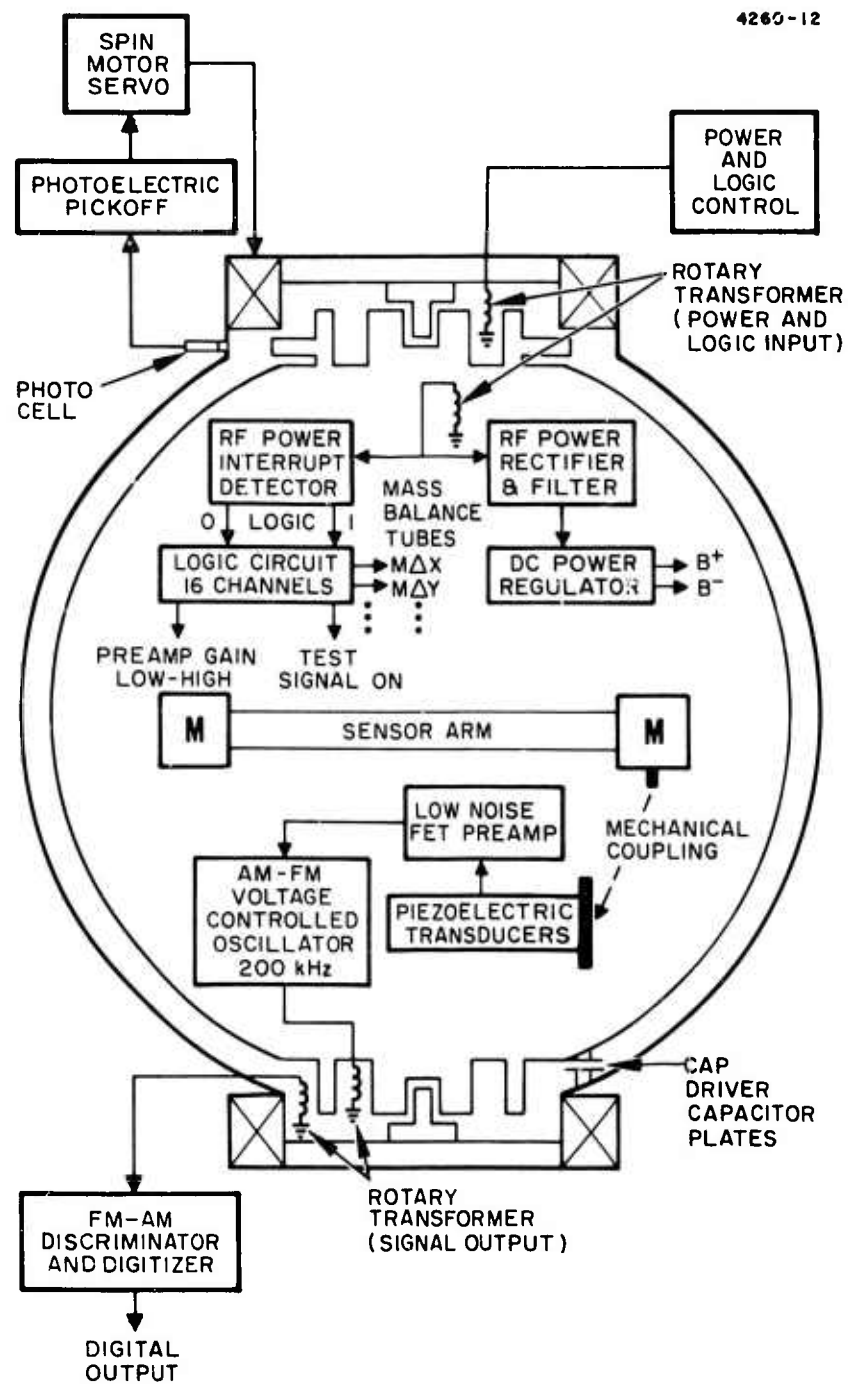 4260-12
SPIN
MOTOR
SERVO
PHOTOELECTRIC
PICKOFF
POWER
AND
LOGIC
CONTROL
ROTARY
TRANSFORMER
(POWER AND
LOGIC INPUT)
PHOTO
CELL
RF POWER
INTERRUPT
DETECTOR
RF POWER
RECTIFIER
& FILTER
MASS
BALANCE
TUBES
0 LOGIC 1
LOGIC CIRCUIT
16 CHANNELS
MΔX
MΔY
DC POWER
REGULATOR
B+
B-
PREAMP GAIN
LOW-HIGH
TEST
SIGNAL ON
M
SENSOR ARM
M
LOW NOISE
FET PREAMP
MECHANICAL
COUPLING
AM-FM
VOLTAGE
CONTROLLED
OSCILLATOR
200 kHz
PIEZOELECTRIC
TRANSDUCERS
CAP
DRIVER
CAPACITOR
PLATES
ROTARY
TRANSFORMER
(SIGNAL OUTPUT)
FM-AM
DISCRIMINATOR
AND DIGITIZER
DIGITAL
OUTPUT